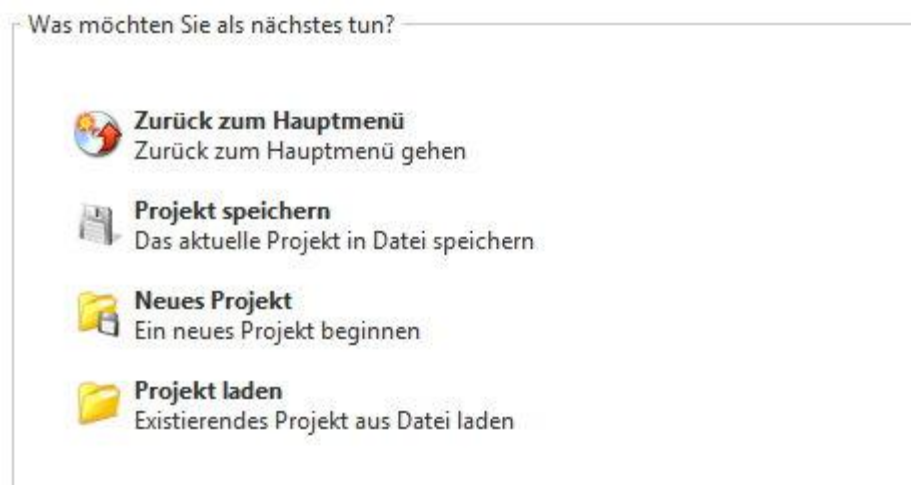 Was möchten Sie als nächstes tun?
Zurück zum Hauptmenü
Zurück zum Hauptmenü gehen
Projekt speichern
Das aktuelle Projekt in Datei speichern
Neues Projekt
Ein neues Projekt beginnen
Projekt laden
Existierendes Projekt aus Datei laden